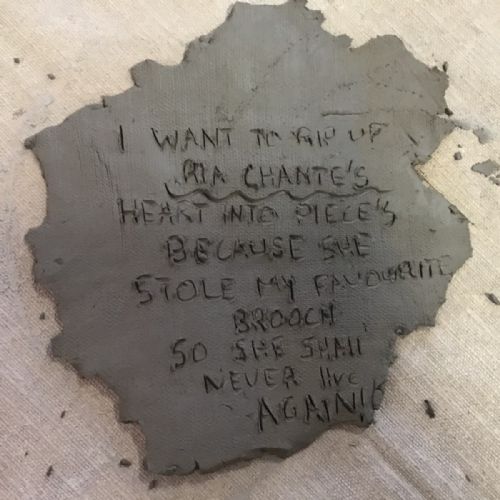 I WANT TO RIP UP
RIA CHANTE'S
HEART INTO PIECE'S
BECAUSE SHE
STOLE MY FAVOURITE
BROOCH
SO SHE SHALL
NEVER live
AGAIN!